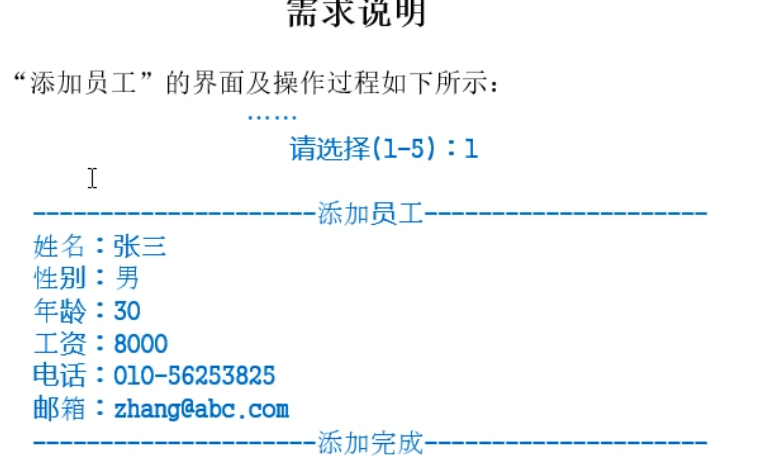 需求说明
“添加员工”的界面及操作过程如下所示：
······
请选择(1-5)：1
---------------------添加员工---------------------
姓名：张三
性别：男
年龄：30
工资：8000
电话：010-56253825
邮箱：zhang@abc.com
---------------------添加完成---------------------